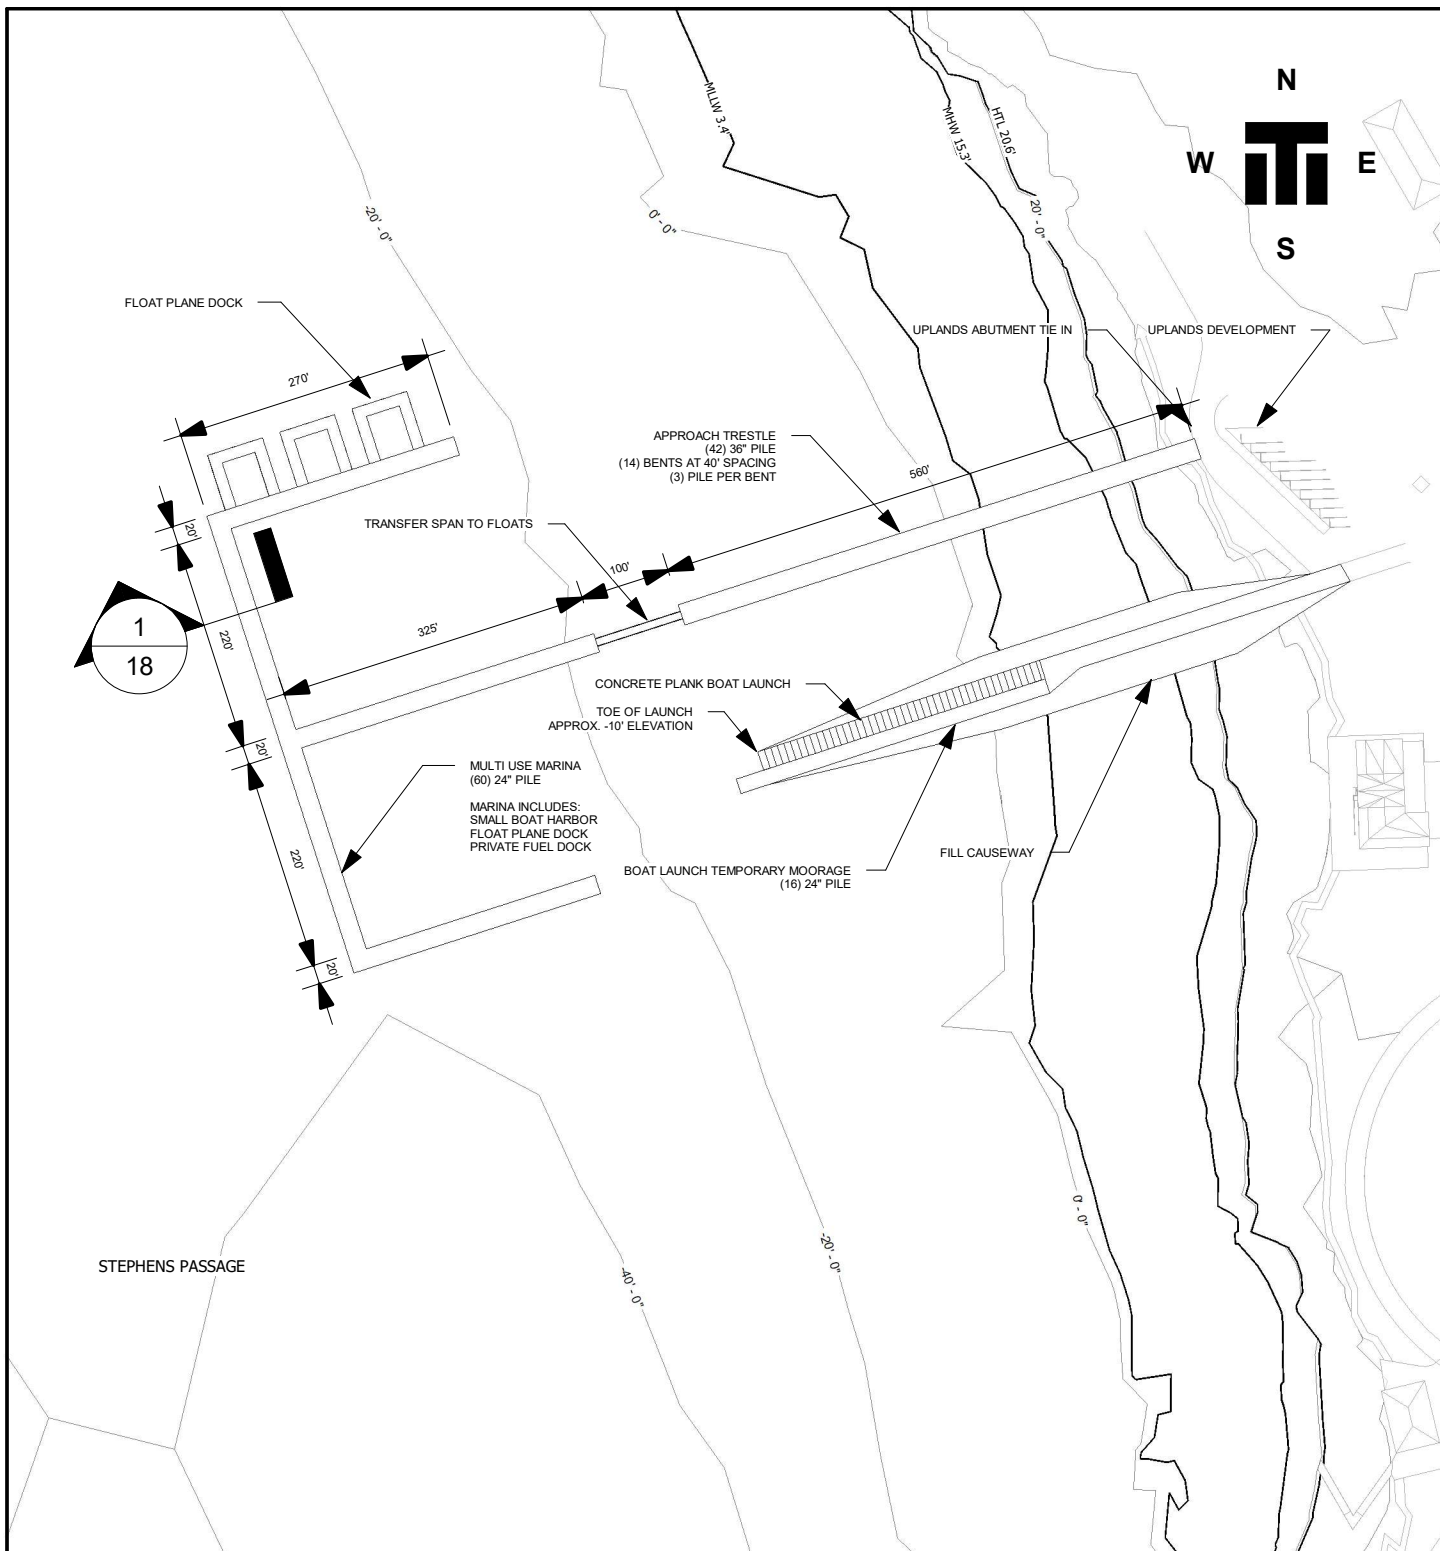 N
W
E
S
MLLW 3.4'
MHW 15.3'
HTL 20.6'
20' - 0"
-20' - 0"
0' - 0"
FLOAT PLANE DOCK
270'
UPLANDS ABUTMENT TIE IN
UPLANDS DEVELOPMENT
APPROACH TRESTLE
(42) 36" PILE
(14) BENTS AT 40' SPACING
(3) PILE PER BENT
560'
TRANSFER SPAN TO FLOATS
20'
100'
1
18
220'
325'
CONCRETE PLANK BOAT LAUNCH
TOE OF LAUNCH
APPROX. -10' ELEVATION
20'
MULTI USE MARINA
(60) 24" PILE
MARINA INCLUDES:
SMALL BOAT HARBOR
FLOAT PLANE DOCK
PRIVATE FUEL DOCK
220'
FILL CAUSEWAY
BOAT LAUNCH TEMPORARY MOORAGE
(16) 24" PILE
20'
0' - 0"
-20' - 0"
-40' - 0"
STEPHENS PASSAGE